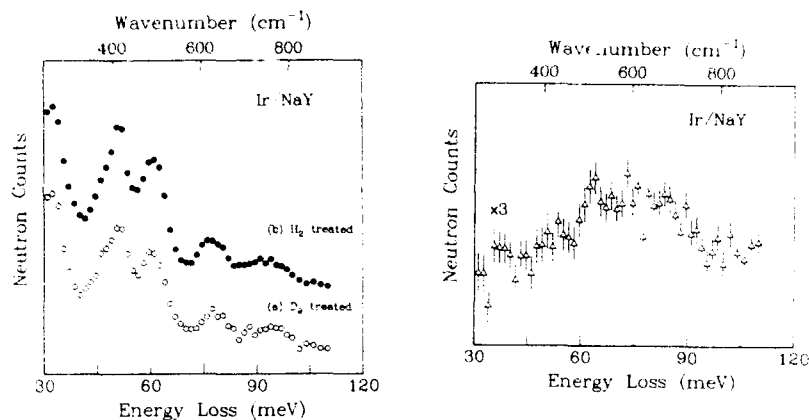 Wavenumber (cm⁻¹)
400 600 800
Ir/NaY
Neutron Counts
(b) H₂ treated
(a) D₂ treated
30 60 90 120
Energy Loss (meV)
(cm⁻¹)
400 600 800
Ir/NaY
Neutron Counts
x3
30 60 90 120
Energy Loss (meV)